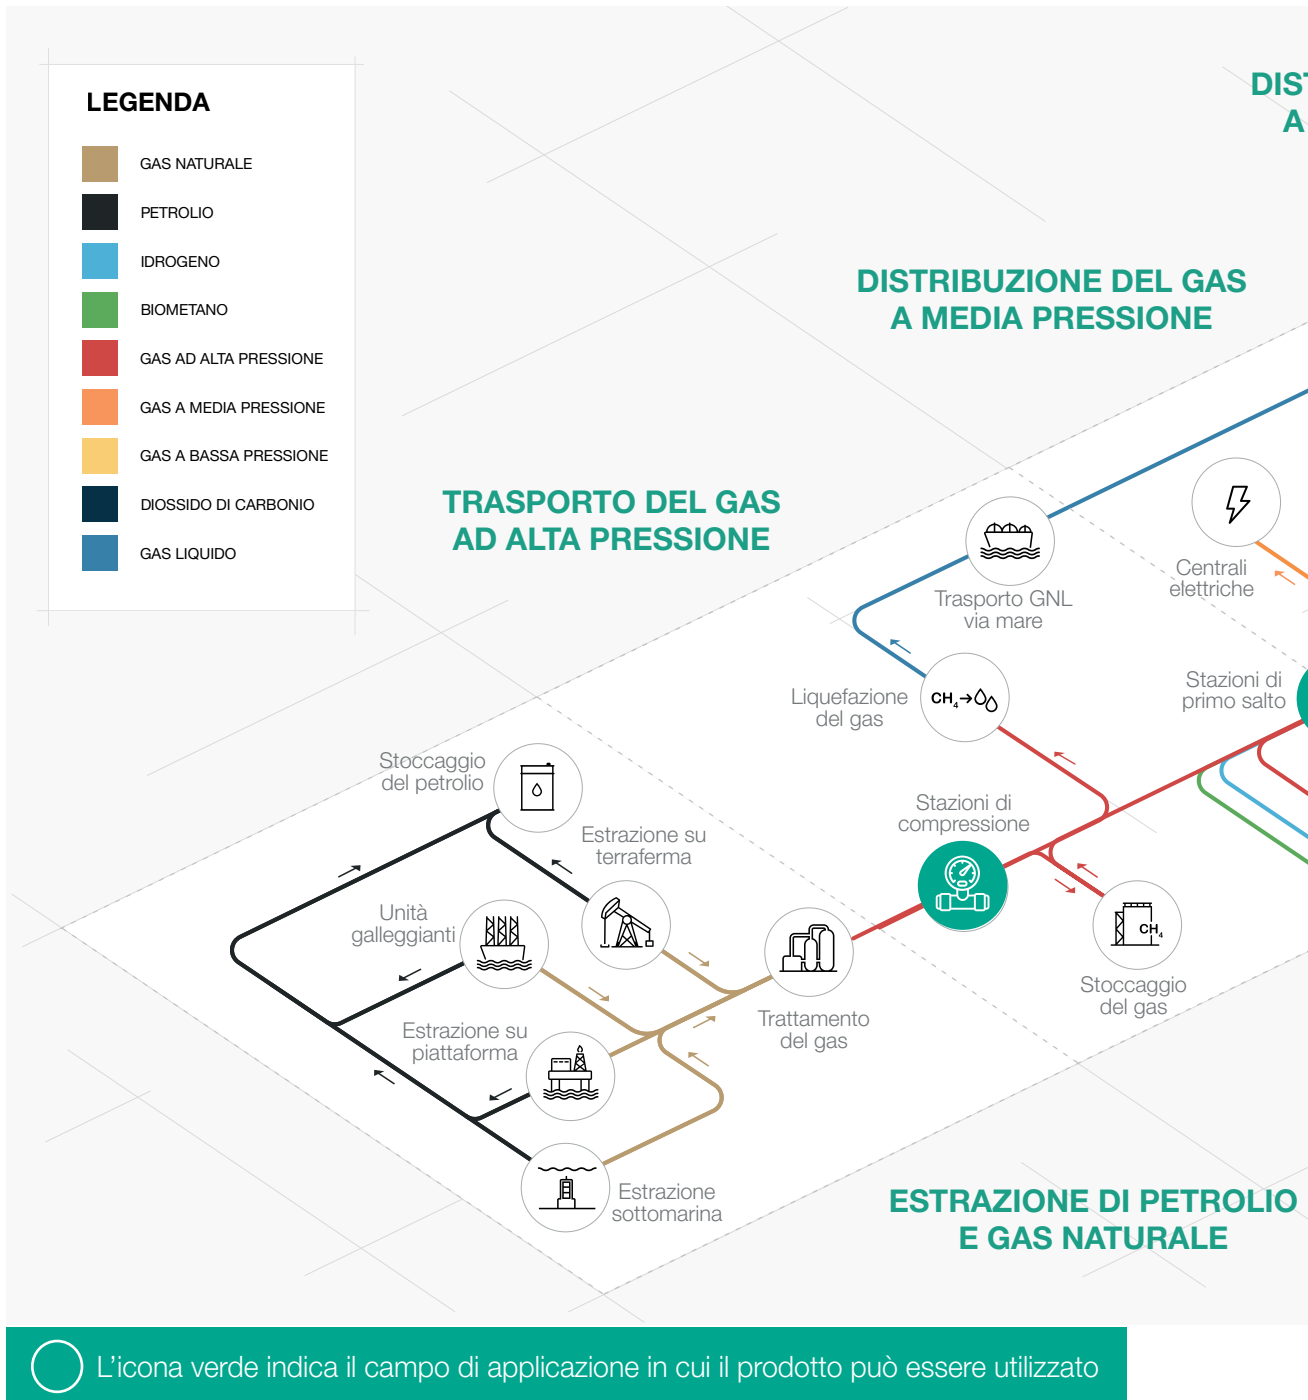 LEGENDA
GAS NATURALE
PETROLIO
IDROGENO
BIOMETANO
GAS AD ALTA PRESSIONE
GAS A MEDIA PRESSIONE
GAS A BASSA PRESSIONE
DIOSSIDO DI CARBONIO
GAS LIQUIDO
DIST
A
DISTRIBUZIONE DEL GAS
A MEDIA PRESSIONE
TRASPORTO DEL GAS
AD ALTA PRESSIONE
Trasporto GNL
via mare
Centrali
elettriche
Liquefazione
del gas
CH₄→
Stazioni di
primo salto
Stoccaggio
del petrolio
Estrazione su
terraferma
Stazioni di
compressione
Unità
galleggianti
CH₄
Stoccaggio
del gas
Trattamento
del gas
Estrazione su
piattaforma
Estrazione
sottomarina
ESTRAZIONE DI PETROLIO
E GAS NATURALE
L'icona verde indica il campo di applicazione in cui il prodotto può essere utilizzato